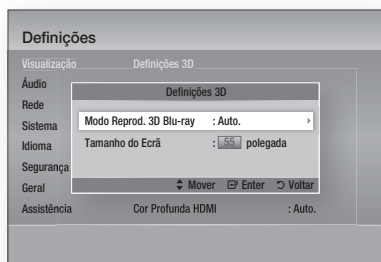 Definições
Visualização Definições 3D
Áudio
Definições 3D
Rede
Modo Reprod. 3D Blu-ray : Auto.
Sistema
Idioma
Tamanho do Ecrã : 55 polegada
Segurança
Geral
Mover Enter Voltar
Assistência Cor Profunda HDMI : Auto.